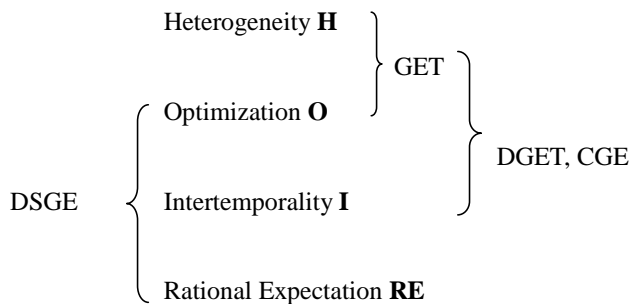 Heterogeneity H
GET
Optimization O
DGET, CGE
DSGE
Intertemporality I
Rational Expectation RE